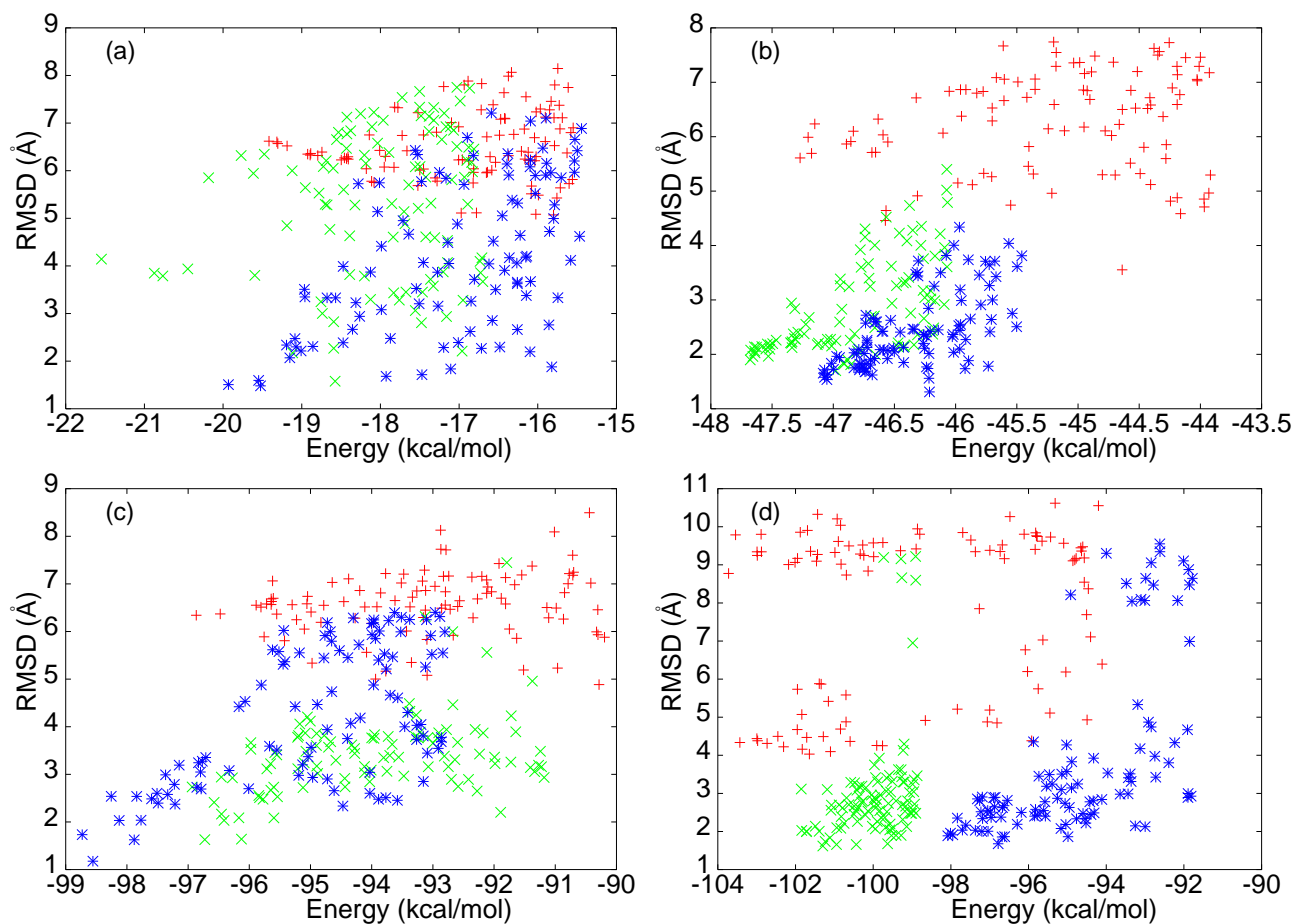 (a)
RMSD (Å)
9
8
7
6
5
4
3
2
1
-22 -21 -20 -19 -18 -17 -16 -15
Energy (kcal/mol)
(b)
RMSD (Å)
8
7
6
5
4
3
2
1
-48 -47.5 -47 -46.5 -46 -45.5 -45 -44.5 -44 -43.5
Energy (kcal/mol)
(c)
RMSD (Å)
9
8
7
6
5
4
3
2
1
-99 -98 -97 -96 -95 -94 -93 -92 -91 -90
Energy (kcal/mol)
(d)
RMSD (Å)
11
10
9
8
7
6
5
4
3
2
1
-104 -102 -100 -98 -96 -94 -92 -90
Energy (kcal/mol)